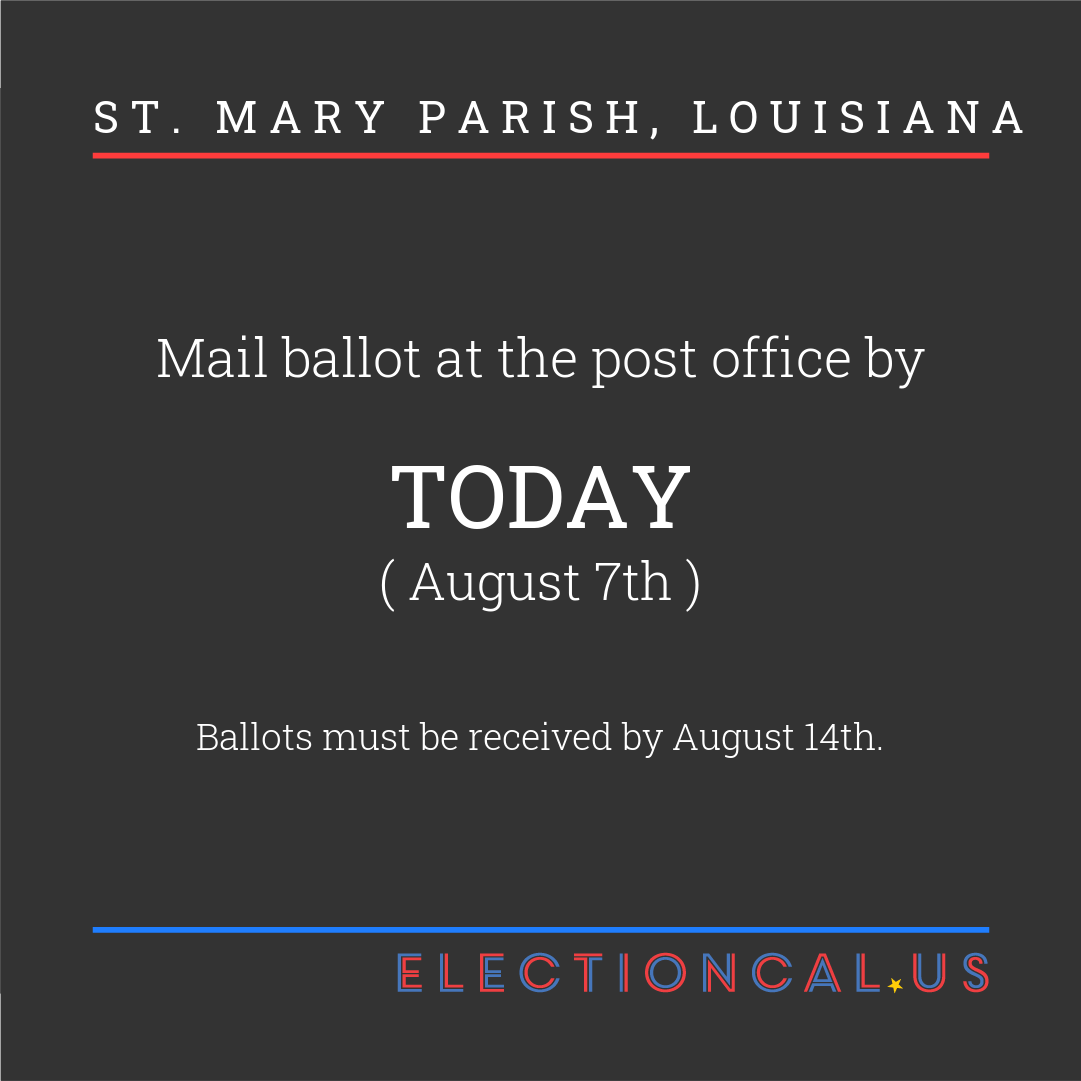 ST. MARY PARISH, LOUISIANA
Mail ballot at the post office by
TODAY
( August 7th )
Ballots must be received by August 14th.
ELECTIONCAL.US